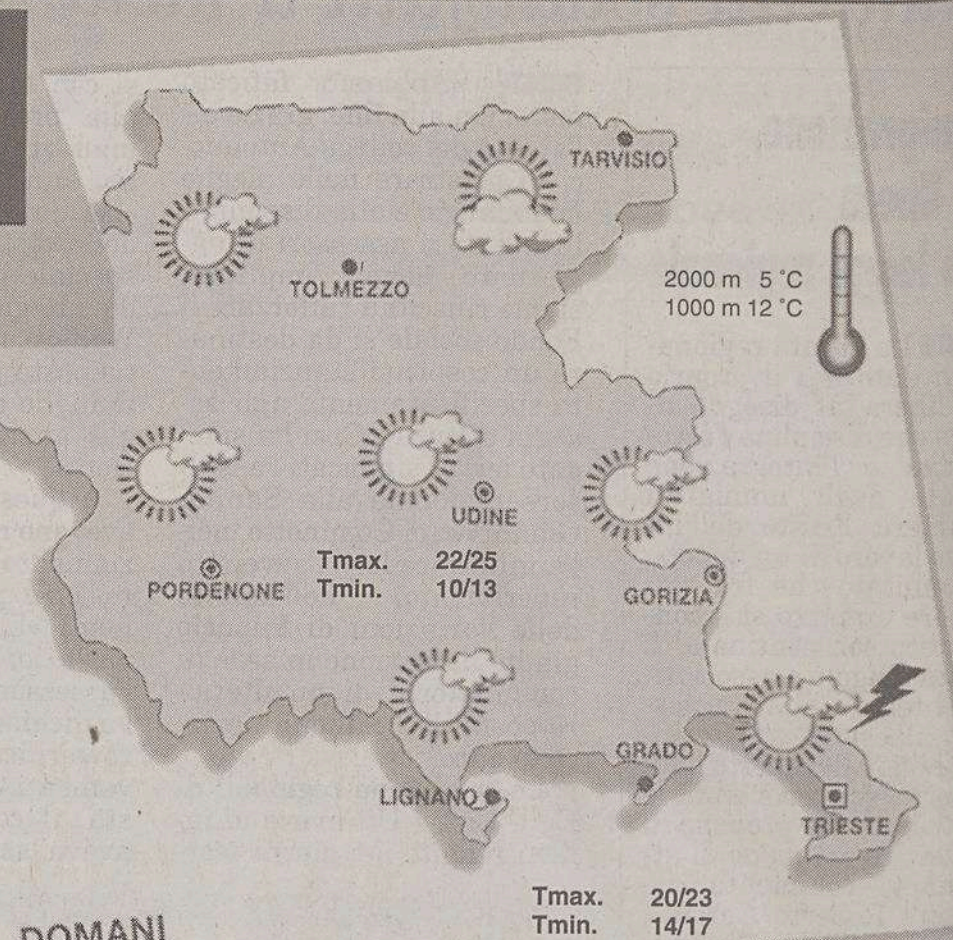 TARVISIO
TOLMEZZO
2000 m 5 °C
1000 m 12 °C
UDINE
PORDENONE
Tmax. 22/25
Tmin. 10/13
GORIZIA
GRADO
LIGNANO
TRIESTE
Tmax. 20/23
Tmin. 14/17
DOMANI